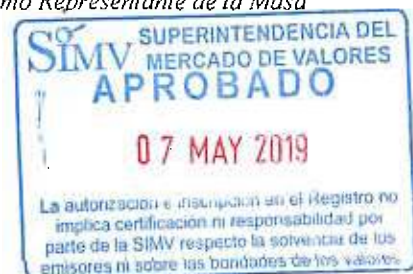 mo Representante de la Masa
SIMV SUPERINTENDENCIA DEL
MERCADO DE VALORES
APROBADO
07 MAY 2019
La autorización e inscripción en el Registro no
implica certificación ni responsabilidad por
parte de la SIMV respecto la solvencia de los
emisores ni sobre las bondades de los valores